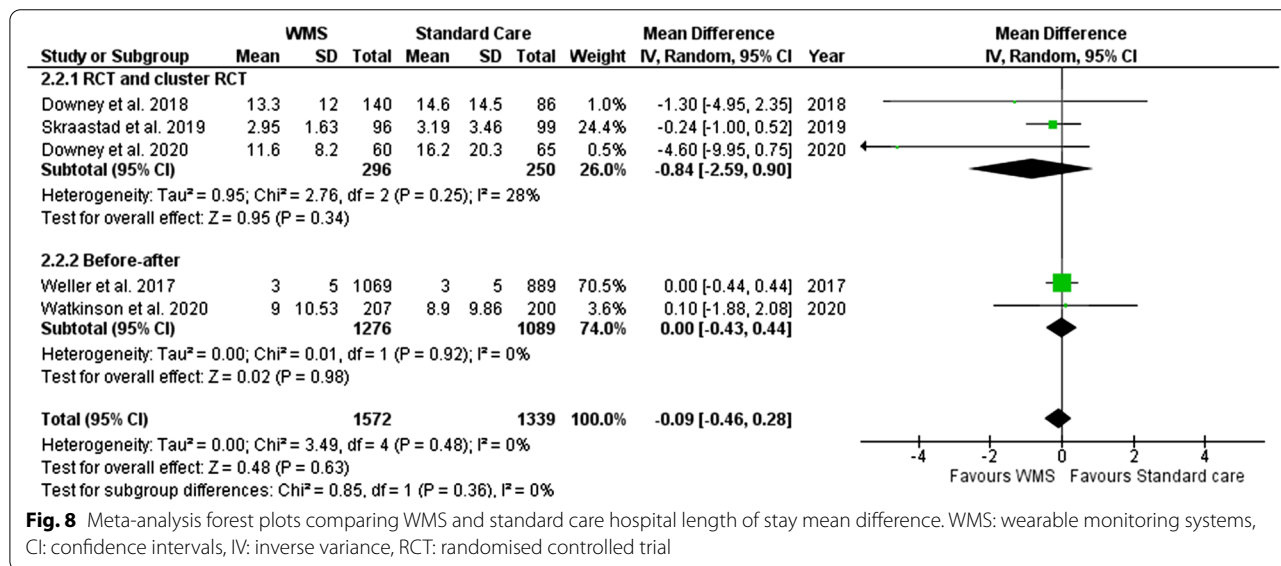 WMS Standard Care Mean Difference Mean Difference
Study or Subgroup Mean SD Total Mean SD Total Weight IV, Random, 95% CI Year IV, Random, 95% CI
2.2.1 RCT and cluster RCT
Downey et al. 2018 13.3 12 140 14.6 14.5 86 1.0% -1.30 [-4.95, 2.35] 2018
Skraastad et al. 2019 2.95 1.63 96 3.19 3.46 99 24.4% -0.24 [-1.00, 0.52] 2019
Downey et al. 2020 11.6 8.2 60 16.2 20.3 65 0.5% -4.60 [-9.95, 0.75] 2020
Subtotal (95% CI) 296 250 26.0% -0.84 [-2.59, 0.90]
Heterogeneity: Tau² = 0.95; Chi² = 2.76, df = 2 (P = 0.25); I² = 28%
Test for overall effect: Z = 0.95 (P = 0.34)
2.2.2 Before-after
Weller et al. 2017 3 5 1069 3 5 889 70.5% 0.00 [-0.44, 0.44] 2017
Watkinson et al. 2020 9 10.53 207 8.9 9.86 200 3.6% 0.10 [-1.88, 2.08] 2020
Subtotal (95% CI) 1276 1089 74.0% 0.00 [-0.43, 0.44]
Heterogeneity: Tau² = 0.00; Chi² = 0.01, df = 1 (P = 0.92); I² = 0%
Test for overall effect: Z = 0.02 (P = 0.98)
Total (95% CI) 1572 1339 100.0% -0.09 [-0.46, 0.28]
Heterogeneity: Tau² = 0.00; Chi² = 3.49, df = 4 (P = 0.48); I² = 0%
Test for overall effect: Z = 0.48 (P = 0.63)
Test for subgroup differences: Chi² = 0.85, df = 1 (P = 0.36), I² = 0%
-4 -2 0 2 4
Favours WMS Favours Standard care
Fig. 8 Meta-analysis forest plots comparing WMS and standard care hospital length of stay mean difference. WMS: wearable monitoring systems,
CI: confidence intervals, IV: inverse variance, RCT: randomised controlled trial